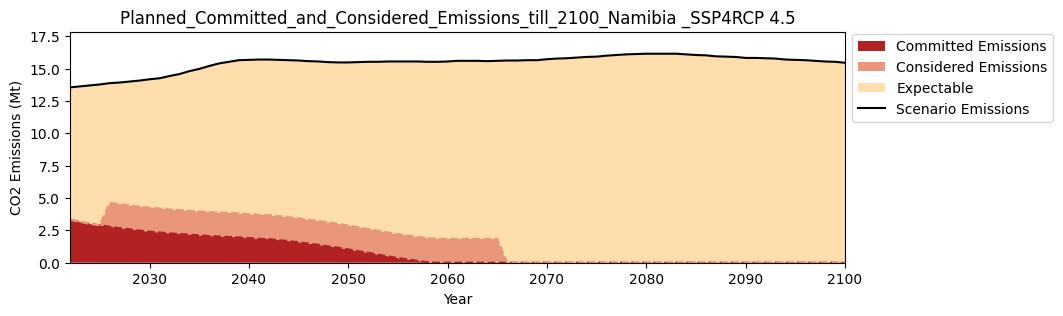 Planned_Committed_and_Considered_Emissions_till_2100_Namibia _SSP4RCP 4.5
17.5
15.0
12.5
10.0
7.5
5.0
2.5
0.0
CO2 Emissions (Mt)
2030
2040
2050
2060
2070
2080
2090
2100
Year
Committed Emissions
Considered Emissions
Expectable
Scenario Emissions